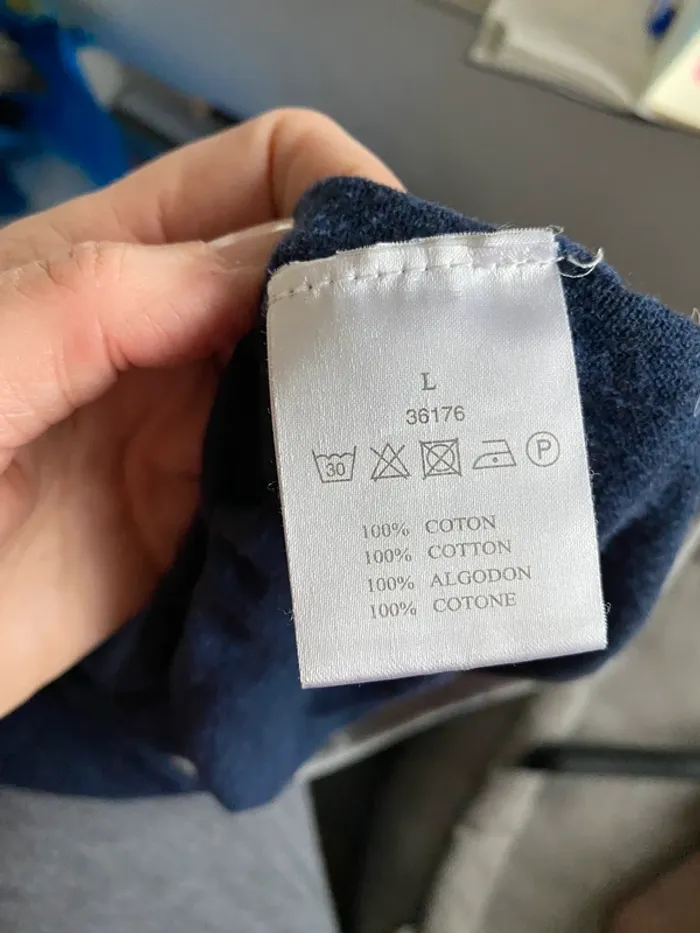 L
36176
30 P
100% COTON
100% COTTON
100% ALGODON
100% COTONE